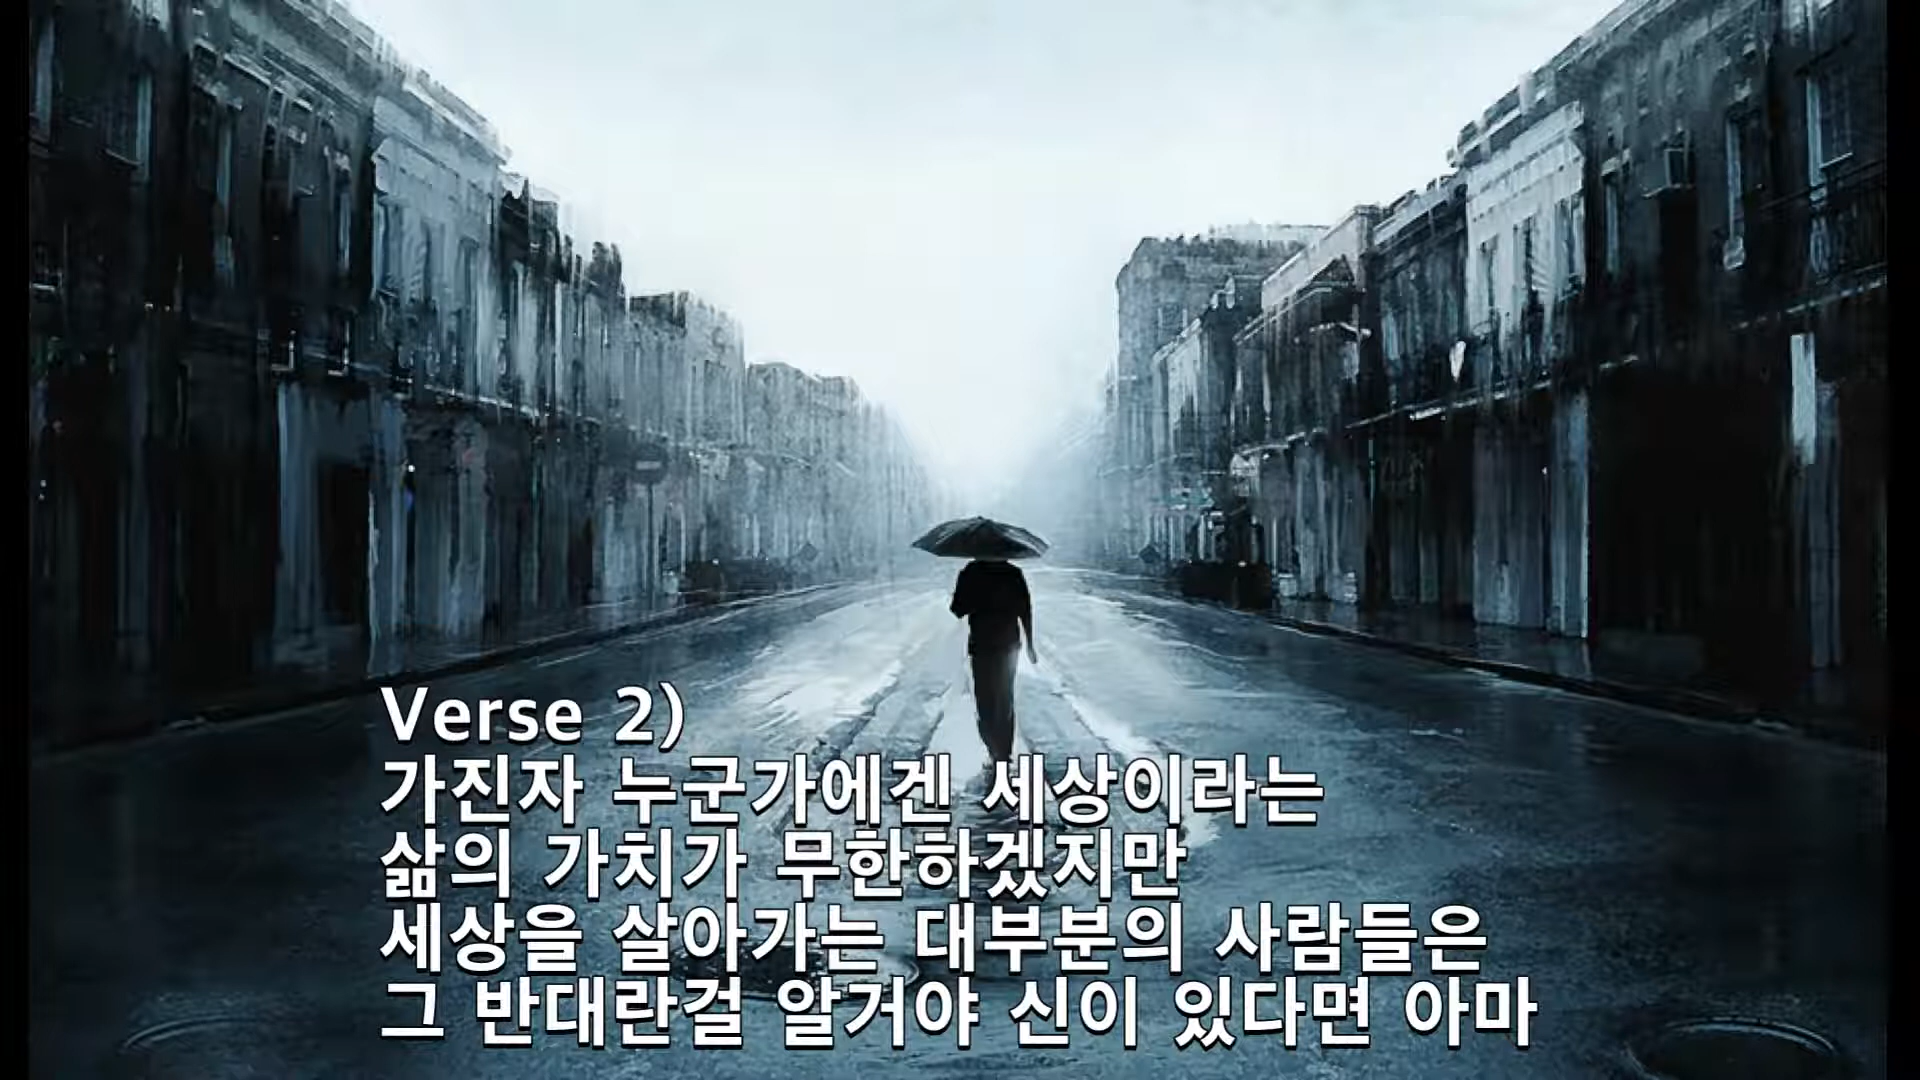 Verse 2)
가진자 누군가에겐 세상이라는
삶의 가치가 무한하겠지만
세상을 살아가는 대부분의 사람들은
그 반대란걸 알거야 신이 있다면 아마